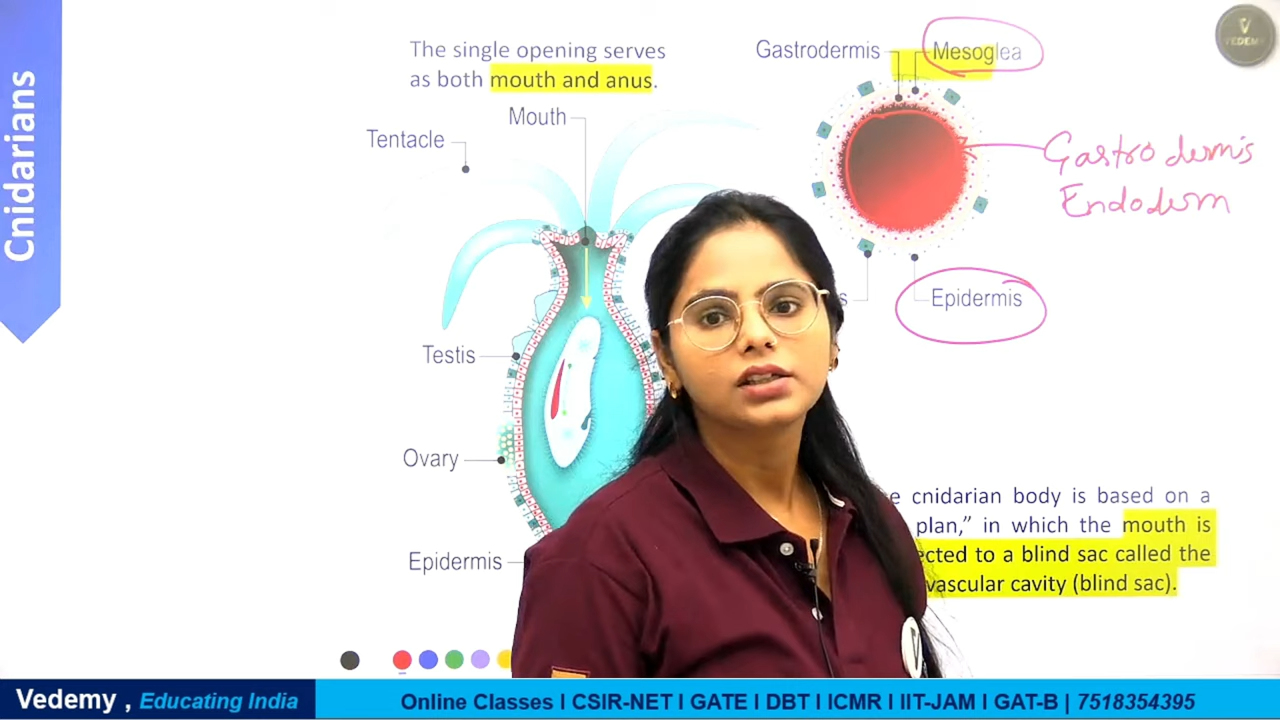 Cnidarians
The single opening serves
as both mouth and anus.
Mouth
Tentacle
Testis
Ovary
Epidermis
Gastrodermis
Mesoglea
VEDEMY
Gastrodermis
Endoderm
s
Epidermis
e cnidarian body is based on a
plan,” in which the mouth is
ected to a blind sac called the
vascular cavity (blind sac).
Vedemy , Educating India
Online Classes I CSIR-NET I GATE I DBT I ICMR I IIT-JAM I GAT-B | 7518354395